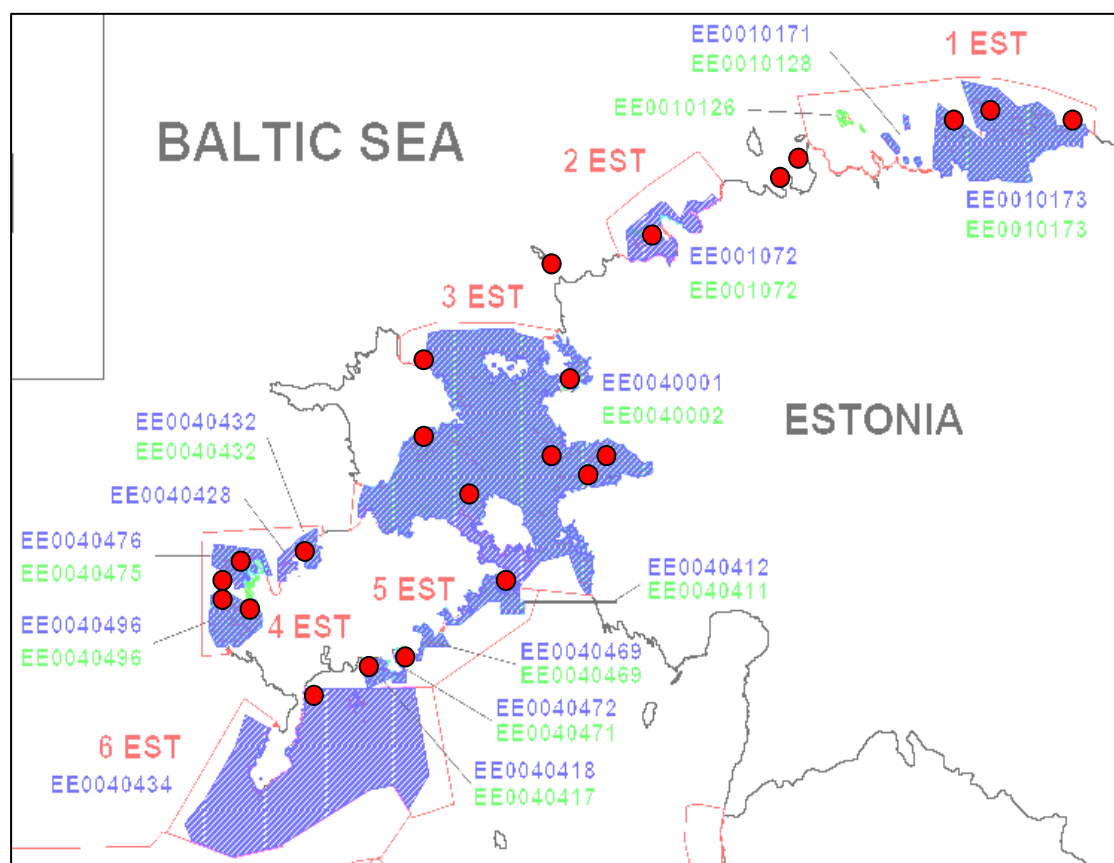 EE0010171
EE0010128
1 EST
EE0010126
BALTIC SEA
2 EST
EE0010173
EE0010173
EE001072
EE001072
3 EST
EE0040001
EE0040002
ESTONIA
EE0040432
EE0040432
EE0040428
EE0040476
EE0040475
EE0040412
EE0040411
5 EST
4 EST
EE0040496
EE0040496
EE0040469
EE0040469
EE0040472
EE0040471
6 EST
EE0040434
EE0040418
EE0040417